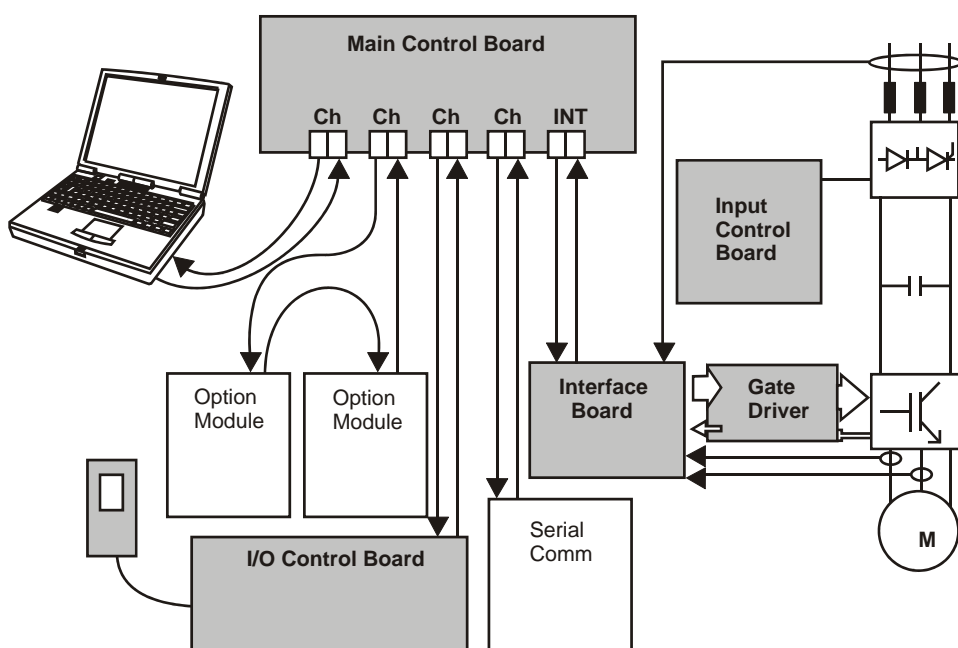 Main Control Board
Ch Ch Ch Ch INT
Input
Control
Board
Option
Module
Option
Module
Interface
Board
Gate
Driver
I/O Control Board
Serial
Comm
M